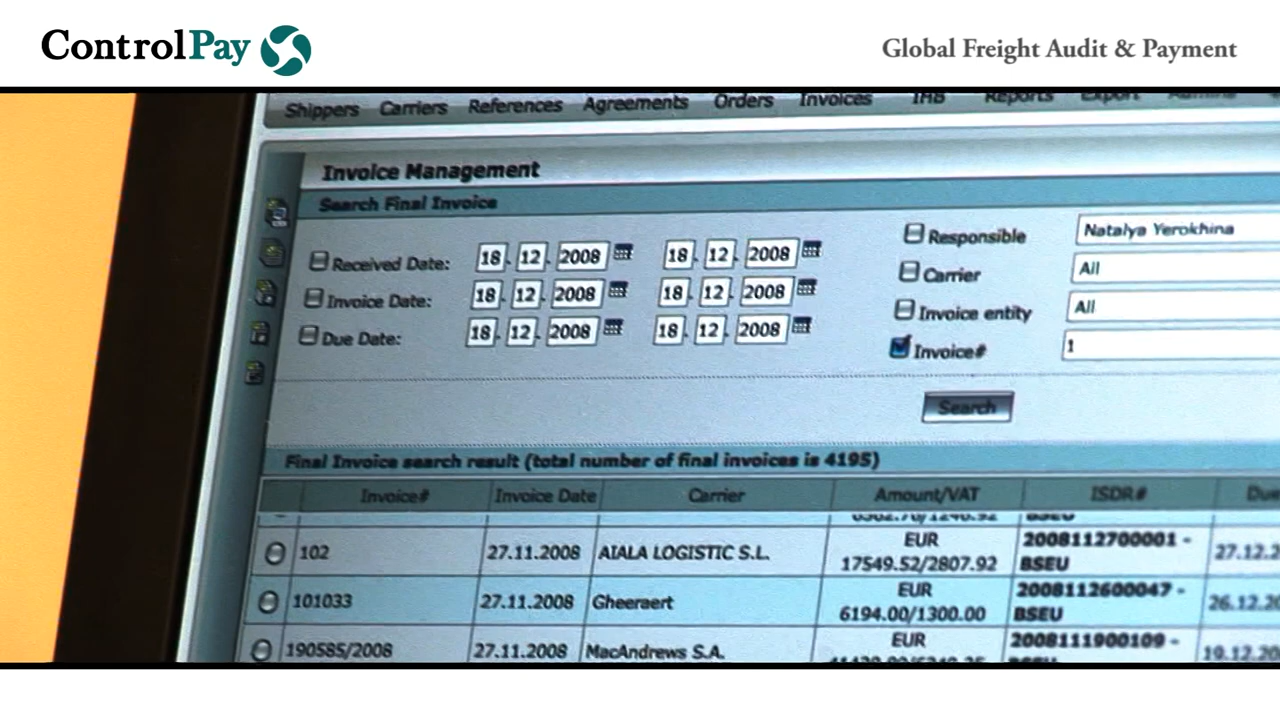 ControlPay
Global Freight Audit & Payment
Shippers Carriers References Agreements Orders Invoices IMB Reports Export
Invoice Management
Search Final Invoice
Received Date: 18. 12. 2008 18. 12. 2008
Responsible Natalya Yerokhina
Carrier All
Invoice Date: 18. 12. 2008 18. 12. 2008
Invoice entity All
Due Date: 18. 12. 2008 18. 12. 2008
Invoice# 1
Search
Final Invoice search result (total number of final invoices is 4195)
Invoice# Invoice Date Carrier Amount/VAT ISDR# Due
102 27.11.2008 AIALA LOGISTIC S.L. EUR 2008112700001 - 27.12.2
17549.52/2807.92 BSEU
101033 27.11.2008 Gheeraert EUR 2008112600047 - 26.12.20
6194.00/1300.00 BSEU
190585/2008 27.11.2008 MacAndrews S.A. EUR 2008111900109 - 19.12.20